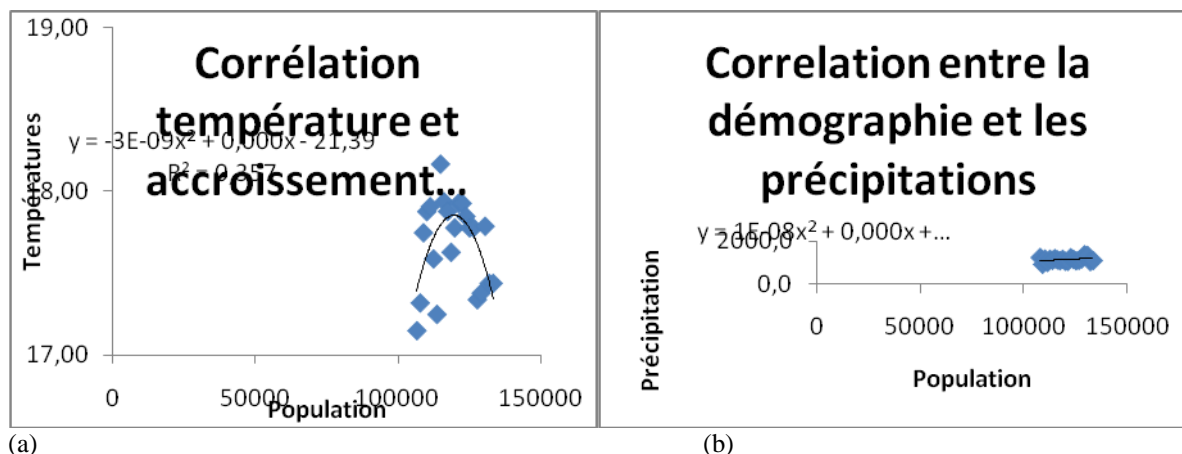 19,00
18,00
17,00
Températures
Corrélation
température et
accroissement...
y = -3E-09x² + 0,000x - 21,39
R² = 0,357
0
50000
100000
150000
Population
Correlation entre la
démographie et les
précipitations
y = 1E-08x² + 0,000x +...
2000,0
0,0
Précipitation
0
50000
100000
150000
Population
(a)
(b)